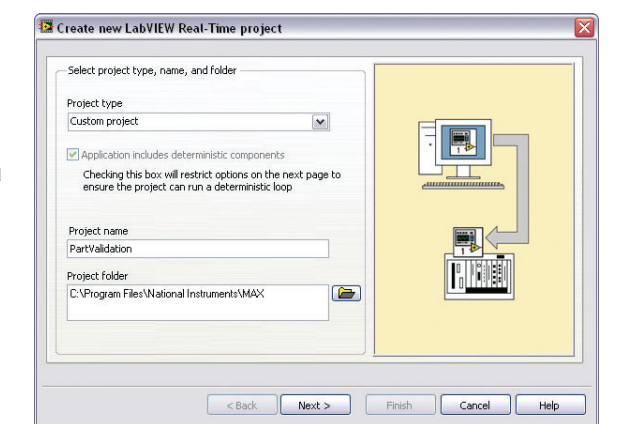 Create new LabVIEW Real-Time project
Select project type, name, and folder
Project type
Custom project
Application includes deterministic components
Checking this box will restrict options on the next page to
ensure the project can run a deterministic loop
Project name
PartValidation
Project folder
C:\Program Files\National Instruments\MAX
1
1
< Back Next > Finish Cancel Help